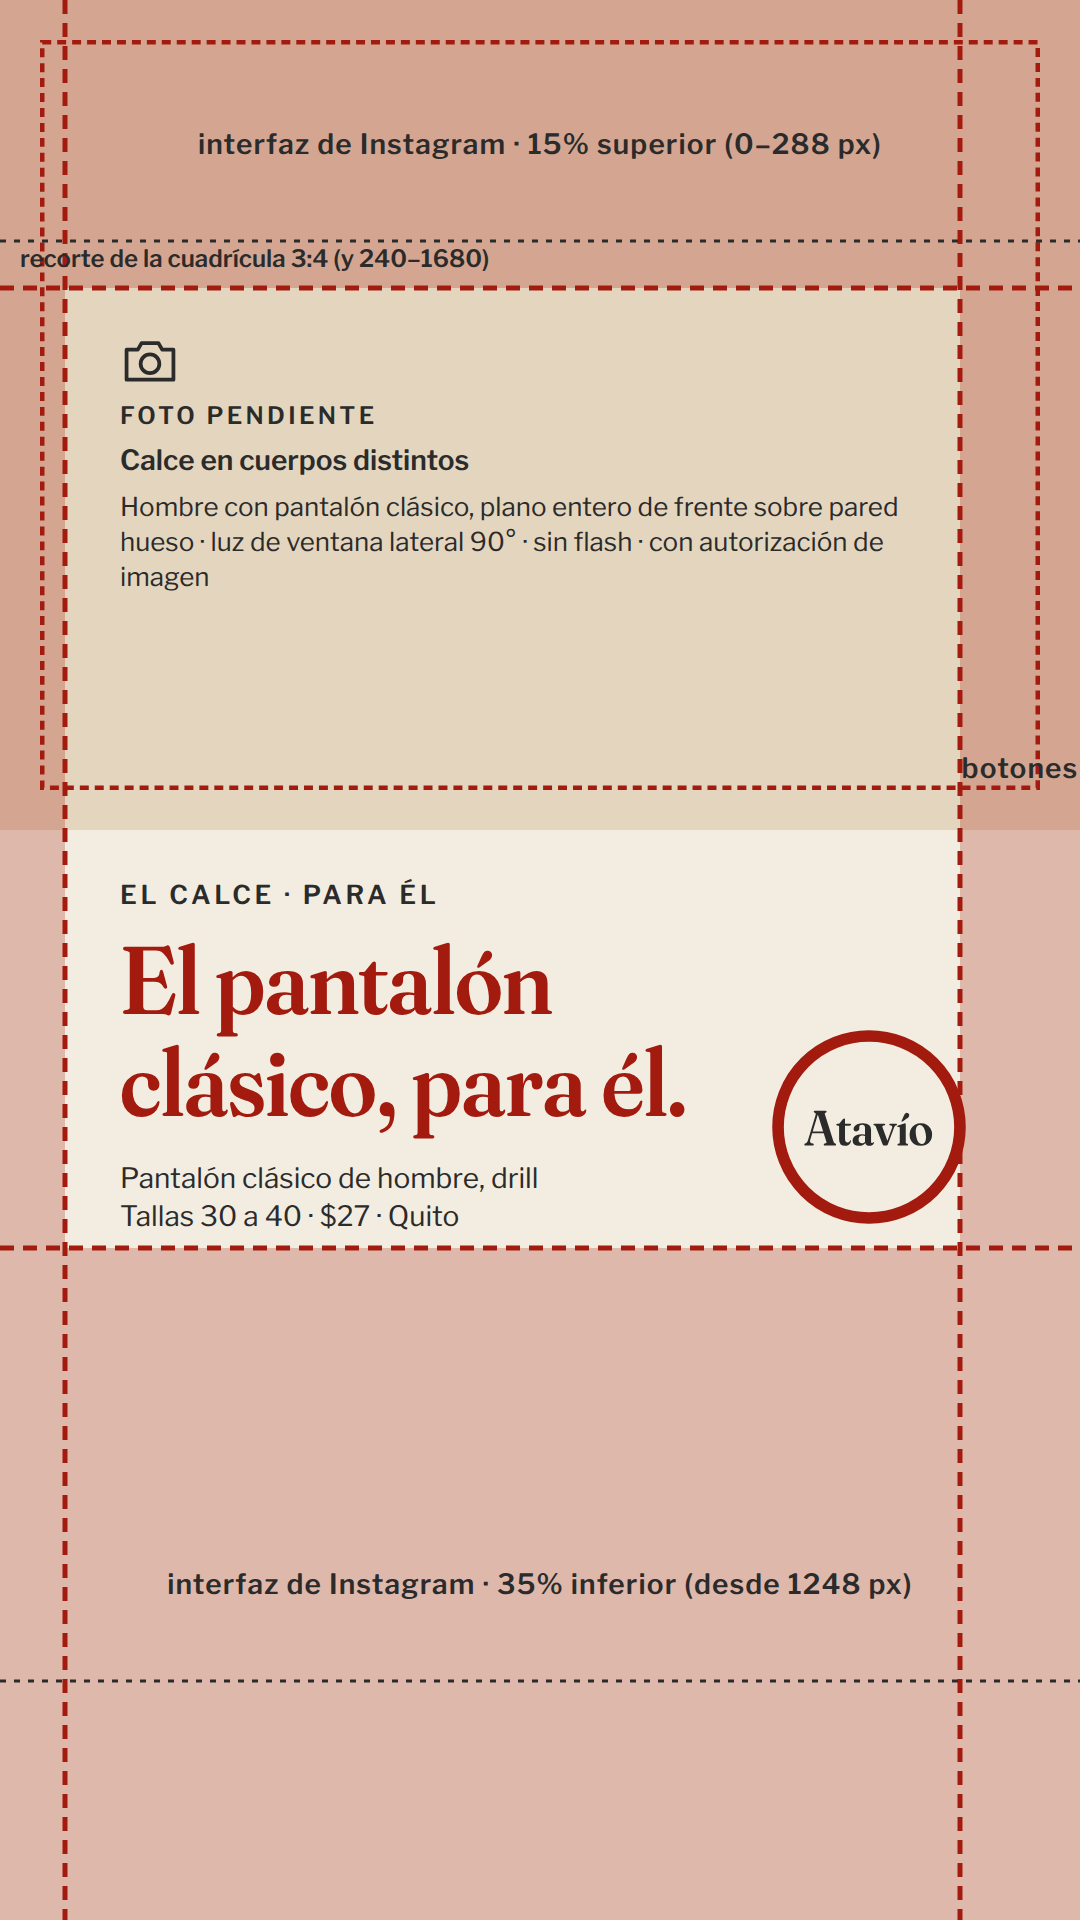 interfaz de Instagram · 15% superior (0–288 px)
recorte de la cuadrícula 3:4 (y 240–1680)
FOTO PENDIENTE
Calce en cuerpos distintos
Hombre con pantalón clásico, plano entero de frente sobre pared
hueso · luz de ventana lateral 90° · sin flash · con autorización de
imagen
botones
EL CALCE · PARA ÉL
El pantalón
clásico, para él.
Atavío
Pantalón clásico de hombre, drill
Tallas 30 a 40 · $27 · Quito
interfaz de Instagram · 35% inferior (desde 1248 px)